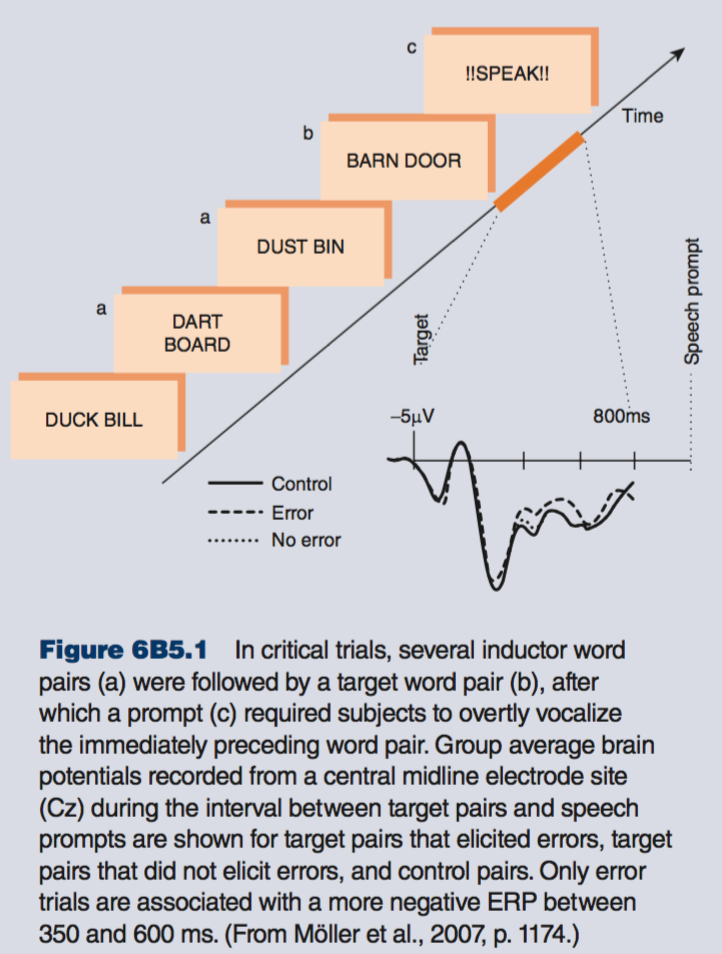 c
!!SPEAK!!
Time
b
BARN DOOR
a
DUST BIN
a
DART
BOARD
DUCK BILL
Target
Speech prompt
–5µV
800ms
Control
Error
No error
Figure 6B5.1 In critical trials, several inductor word
pairs (a) were followed by a target word pair (b), after
which a prompt (c) required subjects to overtly vocalize
the immediately preceding word pair. Group average brain
potentials recorded from a central midline electrode site
(Cz) during the interval between target pairs and speech
prompts are shown for target pairs that elicited errors, target
pairs that did not elicit errors, and control pairs. Only error
trials are associated with a more negative ERP between
350 and 600 ms. (From Möller et al., 2007, p. 1174.)